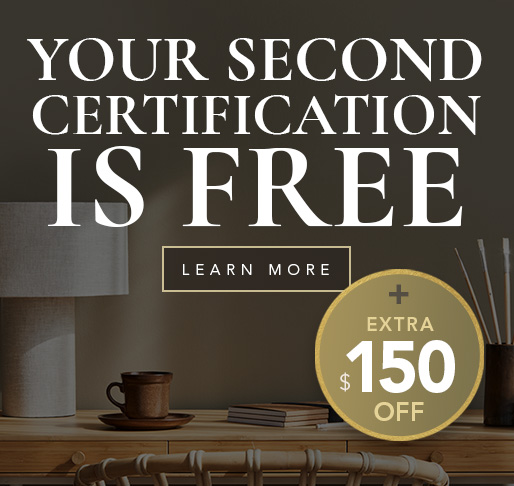 YOUR SECOND
CERTIFICATION
IS FREE
LEARN MORE
+
EXTRA
$150
OFF